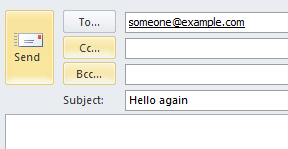 To... someone@example.com
Cc...
Send
Bcc...
Subject: Hello again